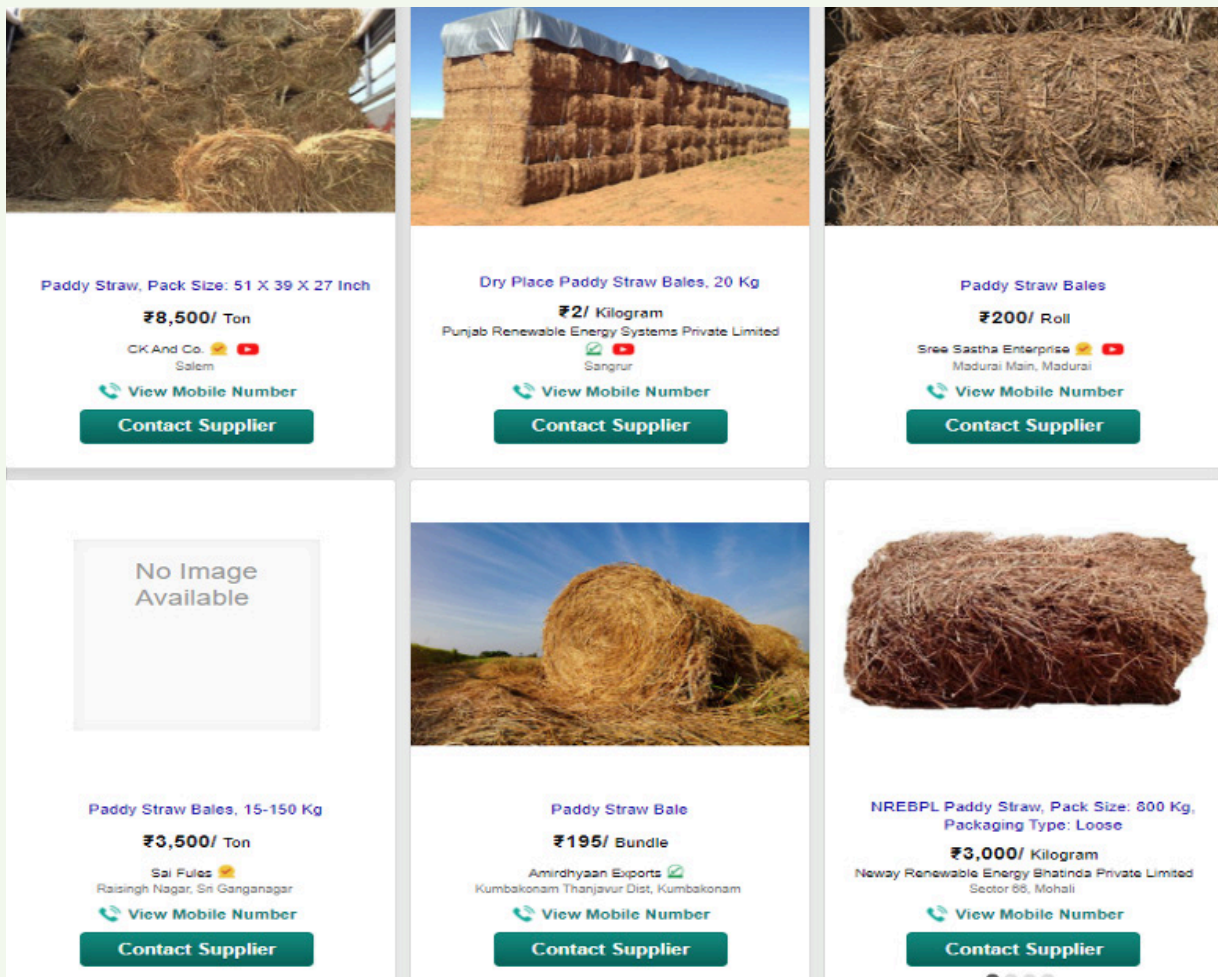 Paddy Straw, Pack Size: 51 X 39 X 27 Inch
₹8,500/ Ton
CK And Co.
Salem
View Mobile Number
Contact Supplier
Dry Place Paddy Straw Bales, 20 Kg
₹2/ Kilogram
Punjab Renewable Energy Systems Private Limited
Sangrur
View Mobile Number
Contact Supplier
Paddy Straw Bales
₹200/ Roll
Sree Sastha Enterprise
Madurai Main, Madurai
View Mobile Number
Contact Supplier
No Image
Available
Paddy Straw Bales, 15-150 Kg
₹3,500/ Ton
Sai Fules
Raisingh Nagar, Sri Ganganagar
View Mobile Number
Contact Supplier
Paddy Straw Bale
₹195/ Bundle
Amirdhyaan Exports
Kumbakonam Thanjavur Dist, Kumbakonam
View Mobile Number
Contact Supplier
NREBPL Paddy Straw, Pack Size: 800 Kg,
Packaging Type: Loose
₹3,000/ Kilogram
Neway Renewable Energy Bhatinda Private Limited
Sector 66, Mohali
View Mobile Number
Contact Supplier